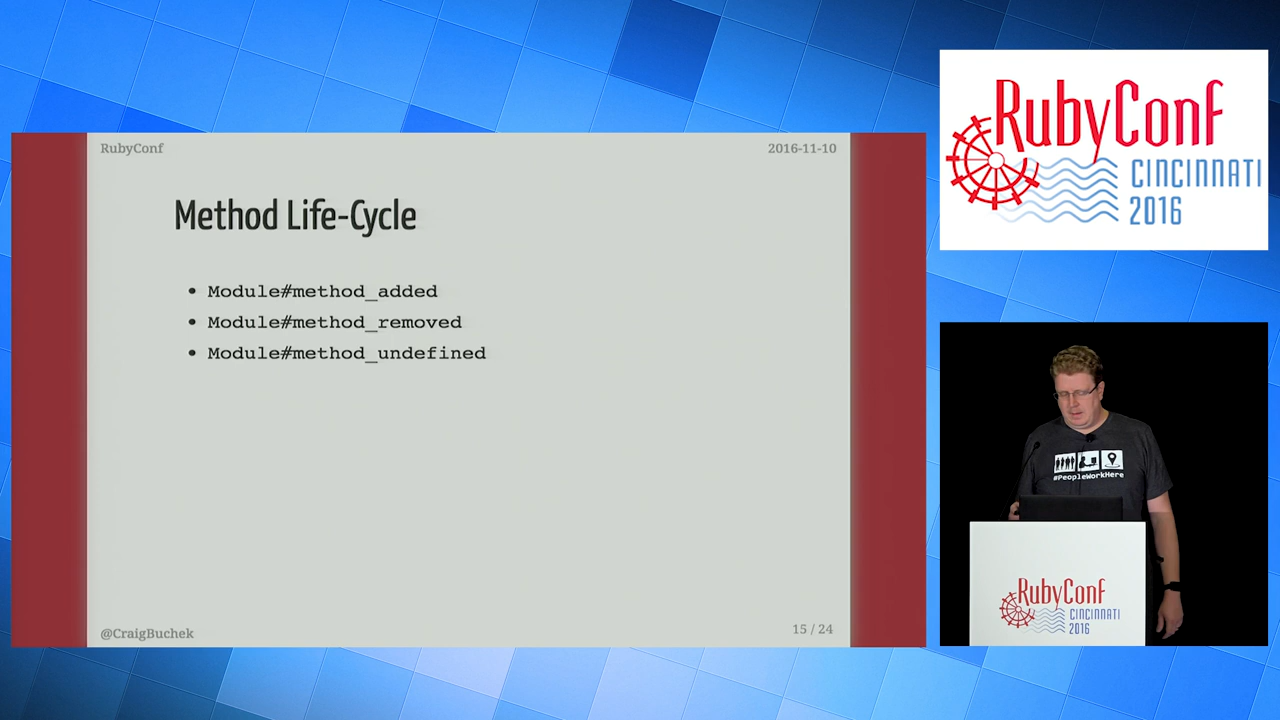 RubyConf
2016-11-10
Method Life-Cycle
• Module#method_added
• Module#method_removed
• Module#method_undefined
@CraigBuchek
15 / 24
RubyConf
CINCINNATI
2016
#PeopleWorkHere
RubyConf
CINCINNATI
2016